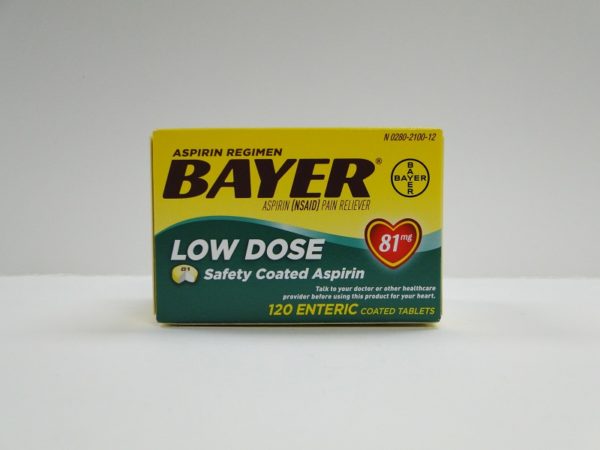 N 0280-2100-12
ASPIRIN REGIMEN
BAYER®
ASPIRIN (NSAID) PAIN RELIEVER
BAYER
BAYER
LOW DOSE
81mg
81
Safety Coated Aspirin
Talk to your doctor or other healthcare
provider before using this product for your heart.
120 ENTERIC COATED TABLETS